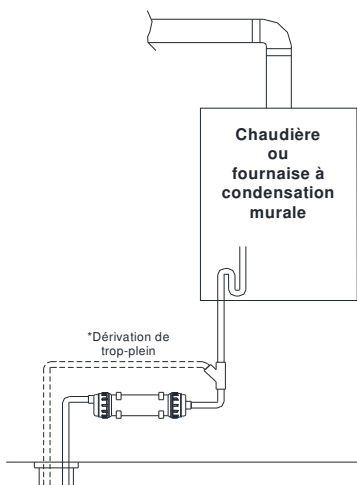 Chaudière
ou
fournaise à
condensation
murale
*Dérivation de
trop-plein